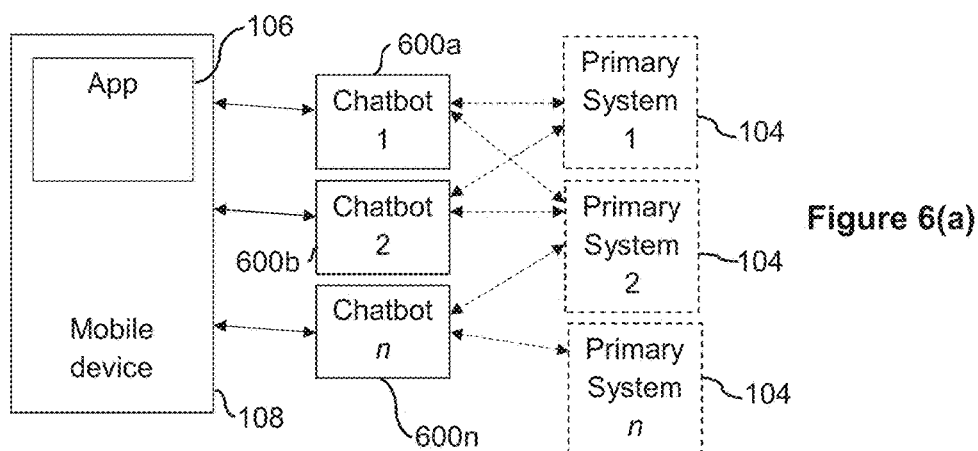 106
App
Mobile
device
108
600a
Chatbot
1
Chatbot
2
600b
Chatbot
n
600n
Primary
System
1
104
Primary
System
2
104
Primary
System
n
104
Figure 6(a)